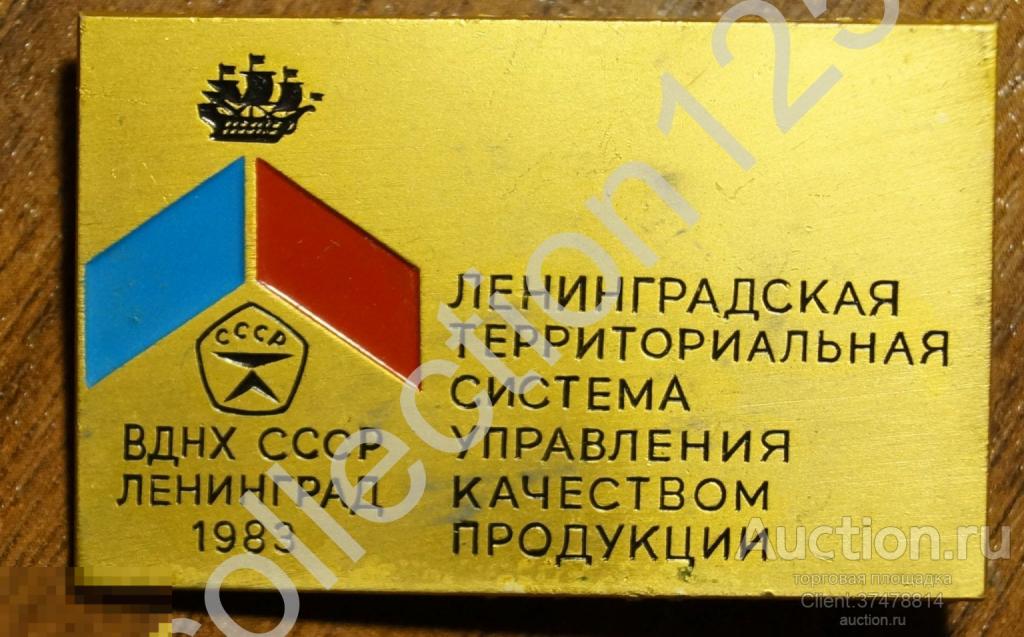 СССР
ВДНХ СССР
ЛЕНИНГРАД
1983
ЛЕНИНГРАДСКАЯ
ТЕРРИТОРИАЛЬНАЯ
СИСТЕМА
УПРАВЛЕНИЯ
КАЧЕСТВОМ
ПРОДУКЦИИ
collection 123
Auction.ru
торговая площадка
Client:37478814
auction.ru